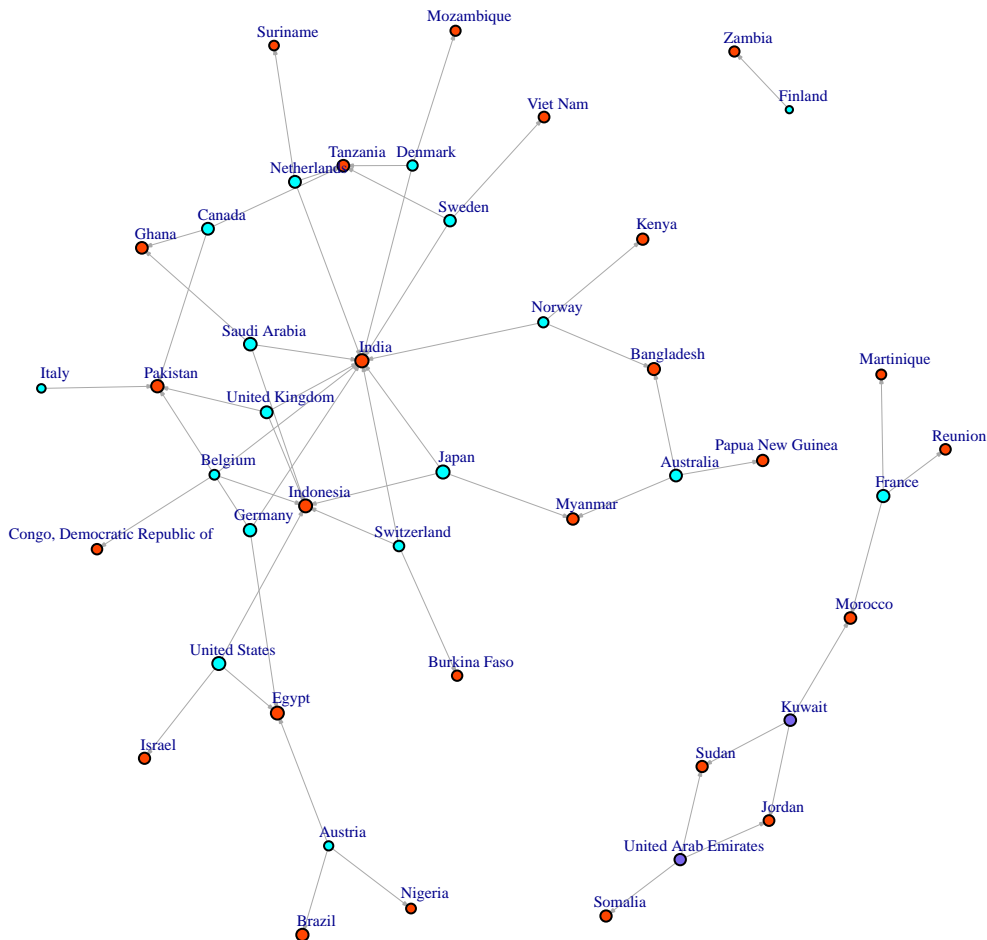 Mozambique
Suriname
Zambia
Finland
Viet Nam
Tanzania
Denmark
Netherland
Canada
Sweden
Ghana
Kenya
Norway
Saudi Arabia
India
Bangladesh
Martinique
Italy
Pakistan
United Kingdom
Reunion
Papua New Guinea
Belgium
Japan
Australia
France
Indonesia
Myanmar
Germany
Congo, Democratic Republic of
Switzerland
Morocco
United States
Burkina Faso
Egypt
Kuwait
Israel
Sudan
Jordan
Austria
United Arab Emirates
Nigeria
Somalia
Brazil